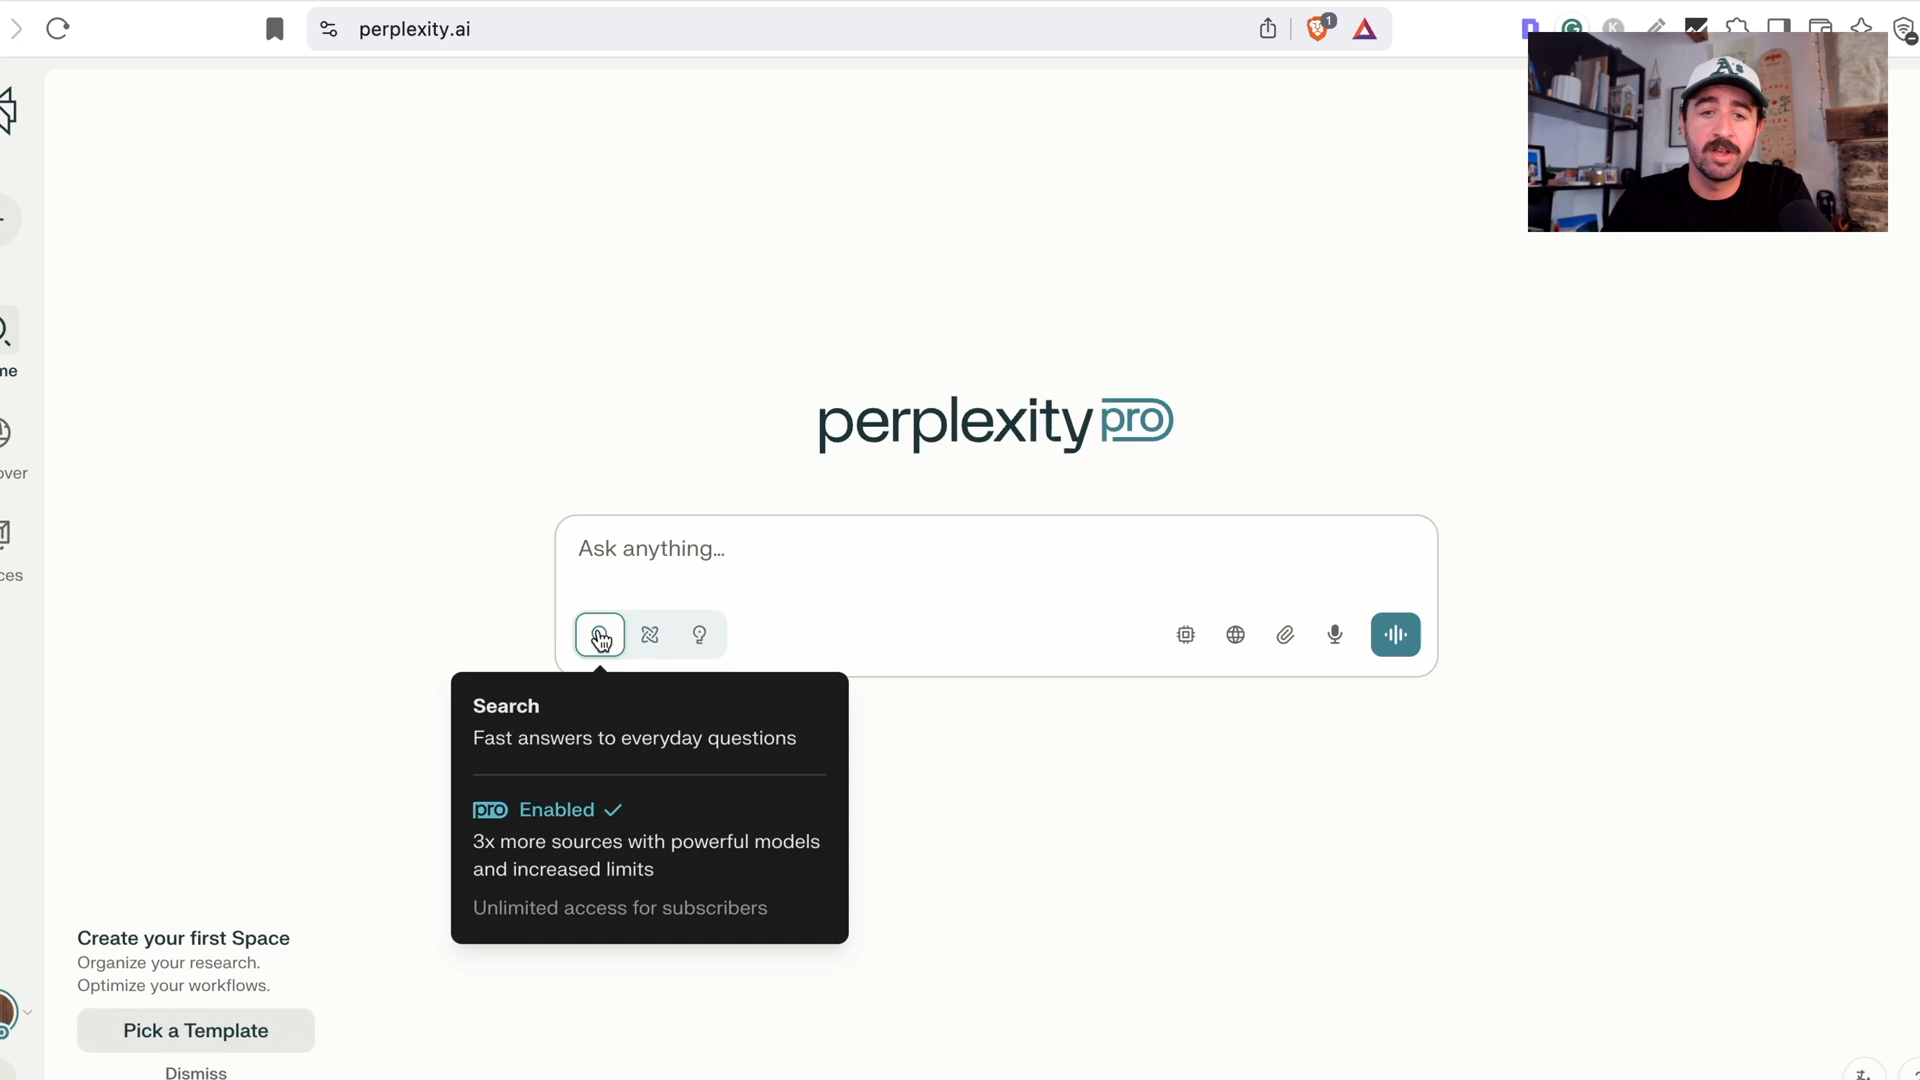 perplexity.ai
1
K
A's
me
over
ces
perplexity pro
Ask anything...
Search
Fast answers to everyday questions
pro Enabled
3x more sources with powerful models
and increased limits
Unlimited access for subscribers
Create your first Space
Organize your research.
Optimize your workflows.
Pick a Template
Dismiss